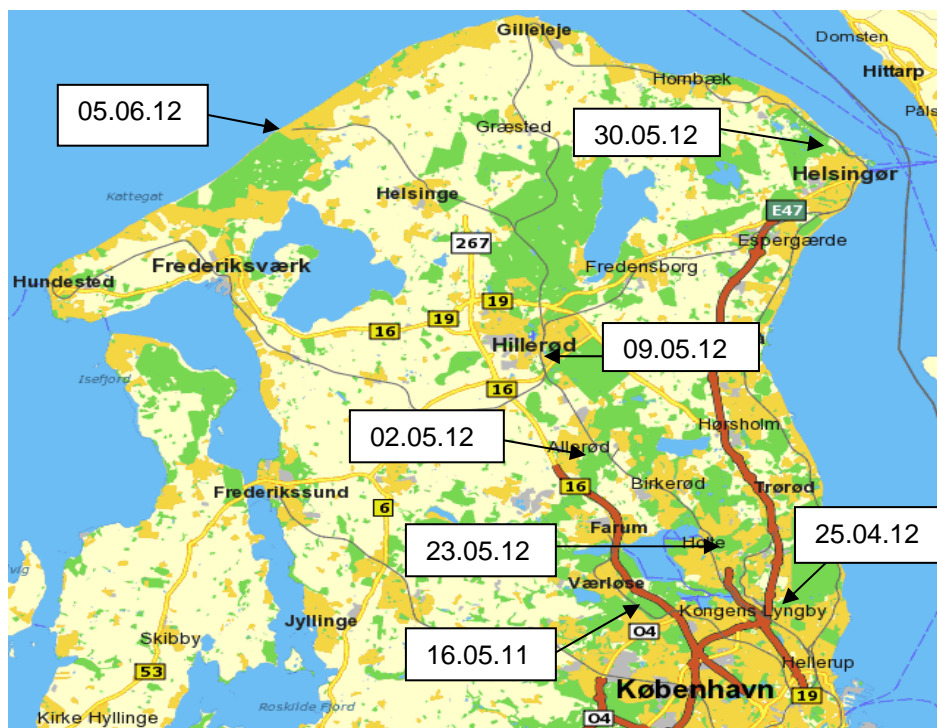 Gilleleje
Domsten
Hittarp
Påls
Hornbæk
05.06.12
Græsted
30.05.12
Helsingør
Helsinge
Kattegat
E47
267
Espergærde
Hundested
Frederiksværk
Fredensborg
19
19
16
Hillerød
09.05.12
Isefjord
16
02.05.12
Allerød
Hørsholm
Birkerød
Trørød
16
Frederikssund
6
Farum
25.04.12
23.05.12
Holte
vig
Værløse
Kongens Lyngby
Jyllinge
Skibby
O4
16.05.11
Hellerup
53
København
19
Roskilde Fjord
Kirke Hyllinge
O4